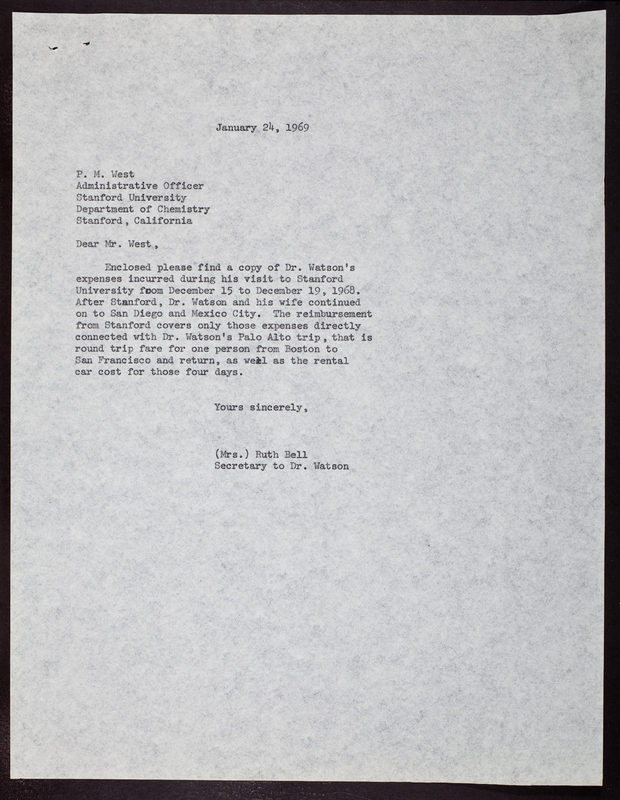 January 24, 1969
P. M. West
Administrative Officer
Stanford University
Department of Chemistry
Stanford, California
Dear Mr. West,
Enclosed please find a copy of Dr. Watson's
expenses incurred during his visit to Stanford
University from December 15 to December 19, 1968.
After Stanford, Dr. Watson and his wife continued
on to San Diego and Mexico City. The reimbursement
from Stanford covers only those expenses directly
connected with Dr. Watson's Palo Alto trip, that is
round trip fare for one person from Boston to
San Francisco and return, as well as the rental
car cost for those four days.
Yours sincerely,
(Mrs.) Ruth Bell
Secretary to Dr. Watson